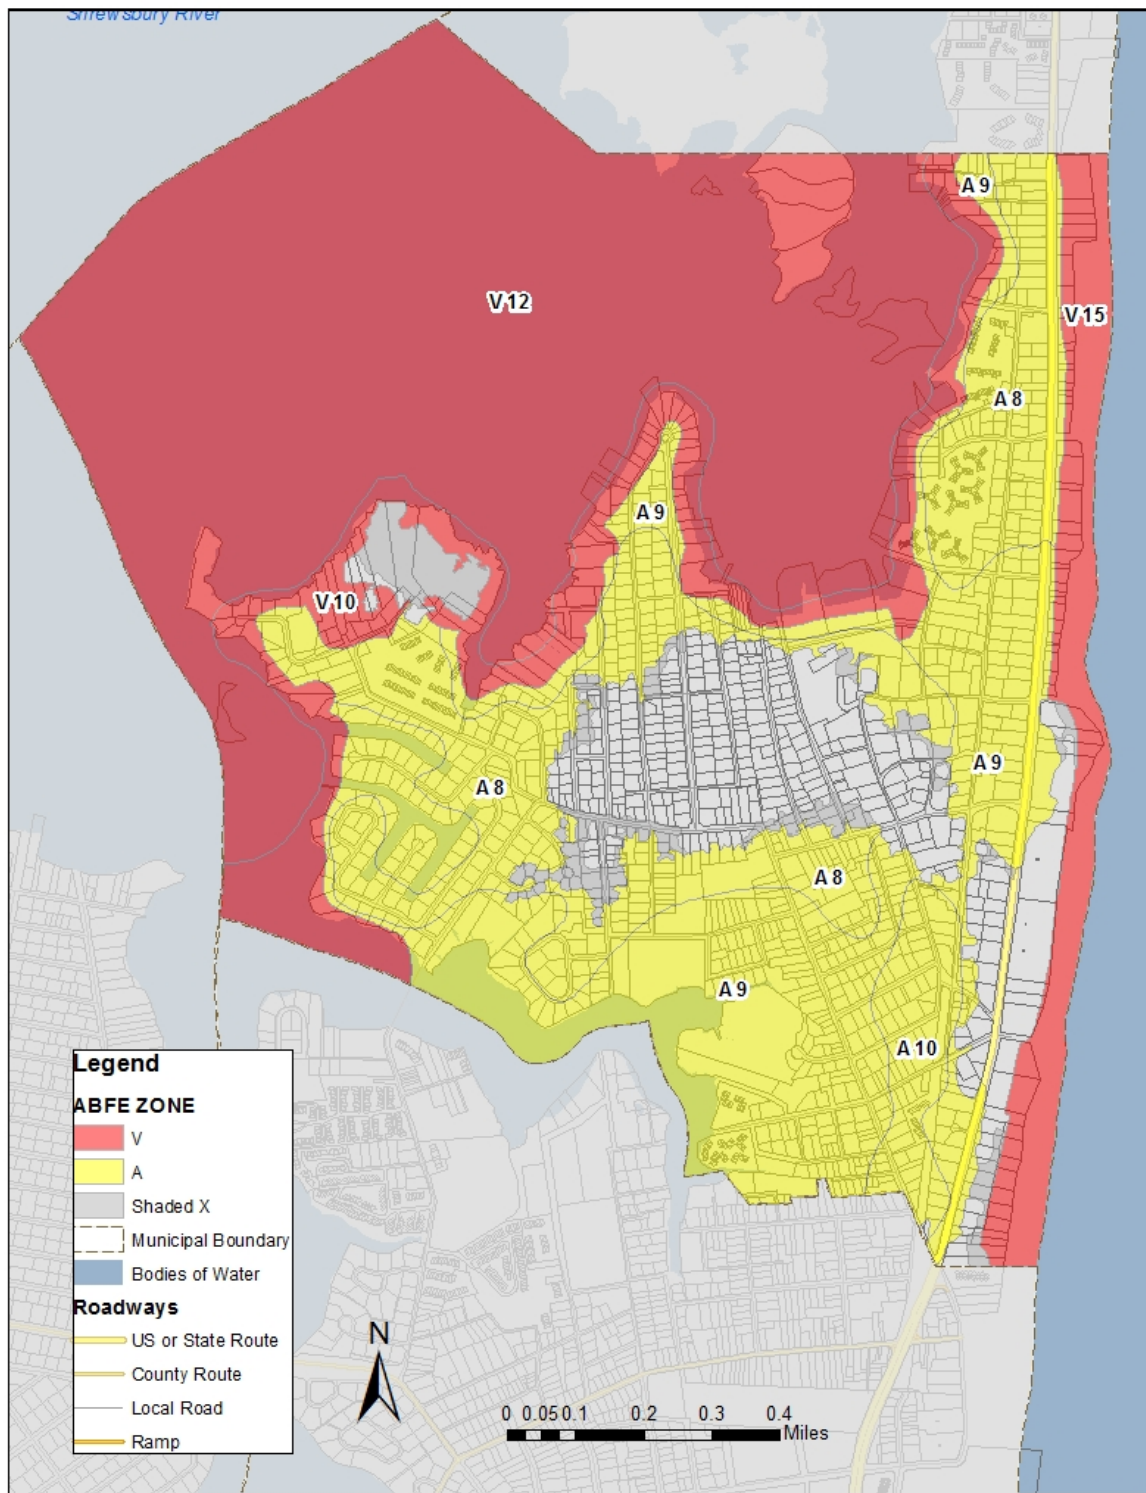 Shrewsbury River
A 9
V 12
V 15
A 8
A 9
V 10
A 9
A 8
A 8
A 9
A 10
Legend
ABFE ZONE
V
A
Shaded X
Municipal Boundary
Bodies of Water
Roadways
US or State Route
County Route
Local Road
Ramp
N
0 0.05 0.1 0.2 0.3 0.4
Miles